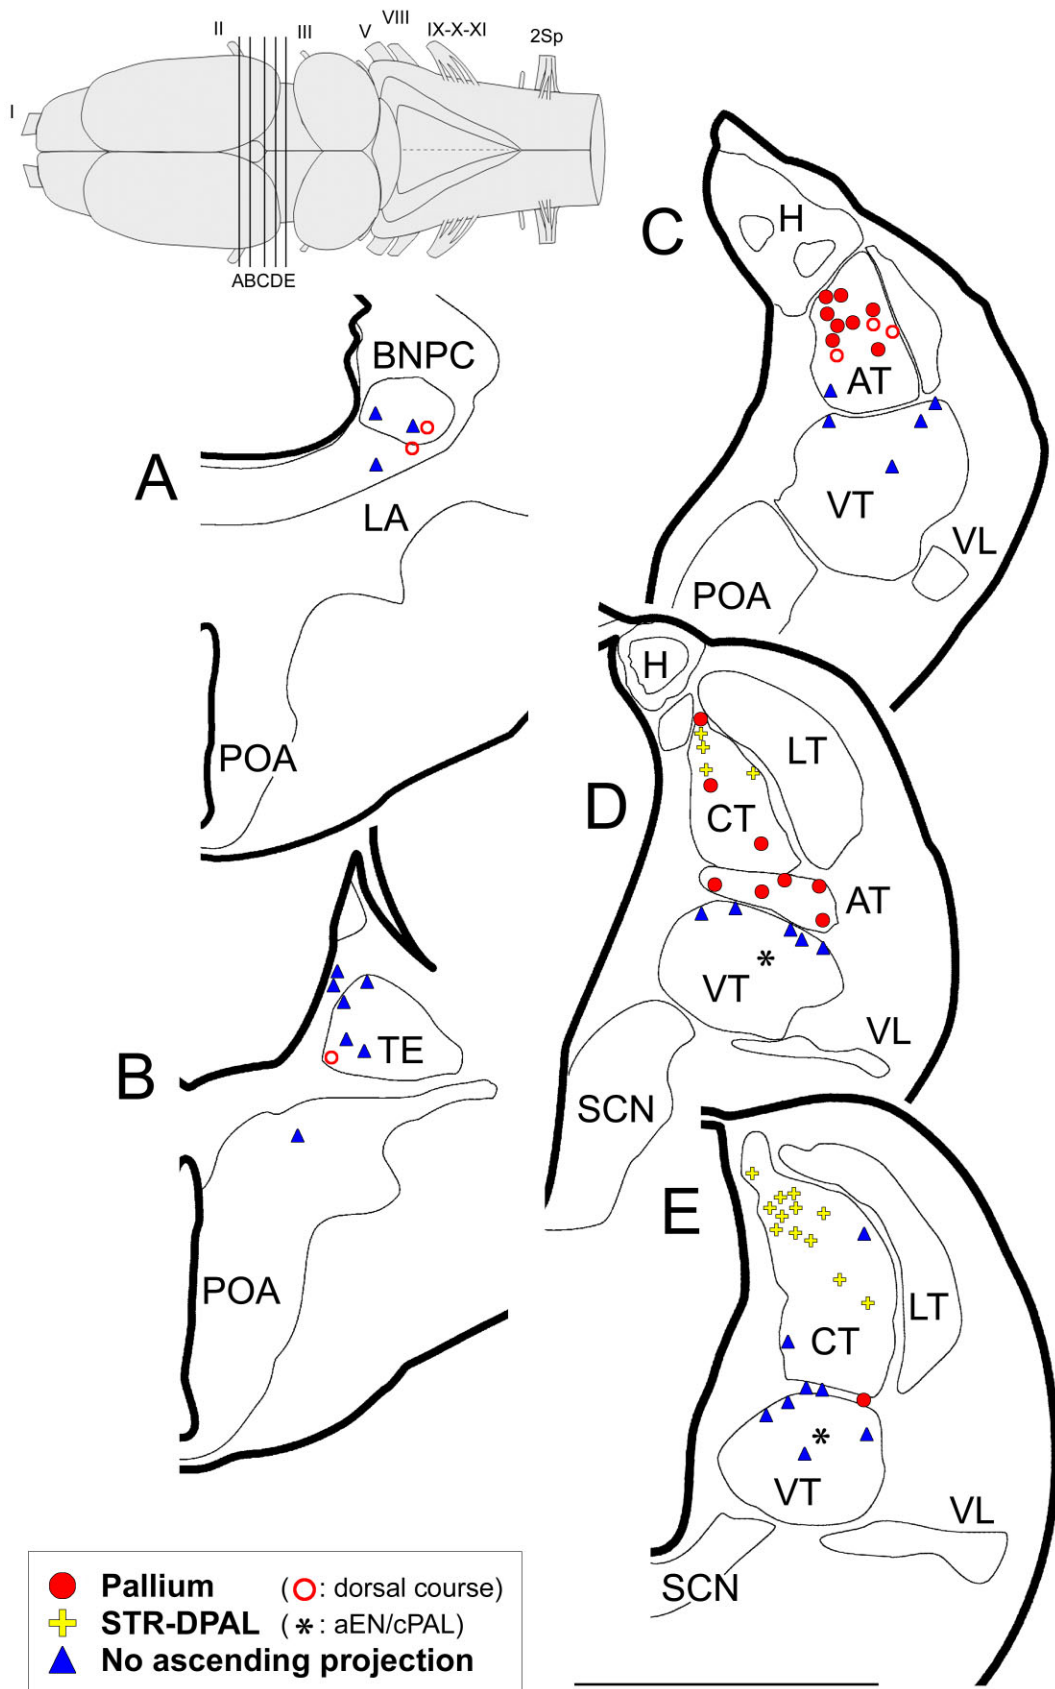 II III V VIII IX-X-XI 2Sp
I
ABCDE
A
BNPC
LA
POA
B
TE
POA
C
H
AT
VT
VL
POA
D
H
LT
CT
AT
*
VT
VL
SCN
E
LT
CT
*
VT
VL
SCN
Pallium (O: dorsal course)
STR-DPAL (*: aEN/cPAL)
No ascending projection